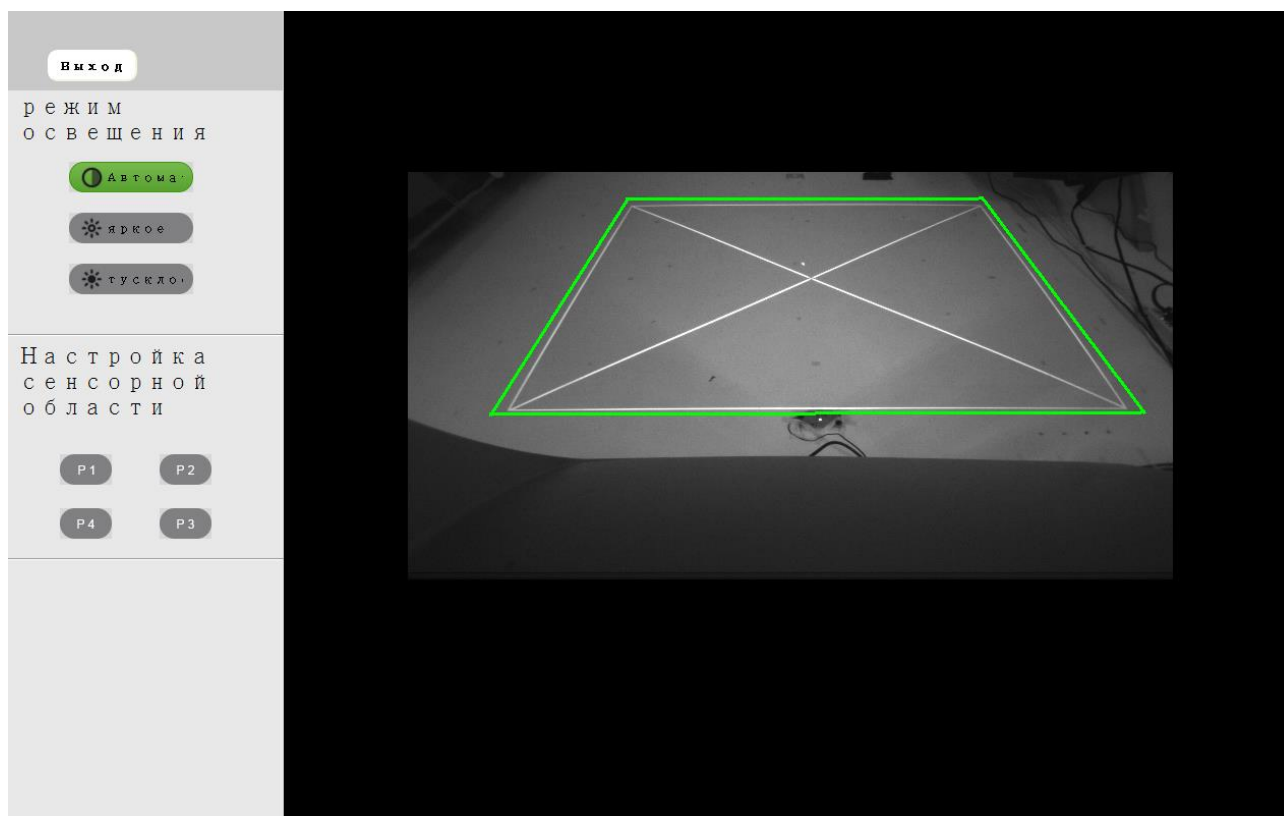 Выход
режим
освещения
Автома
яркое
тускло
Настройка
сенсорной
области
P1 P2
P4 P3